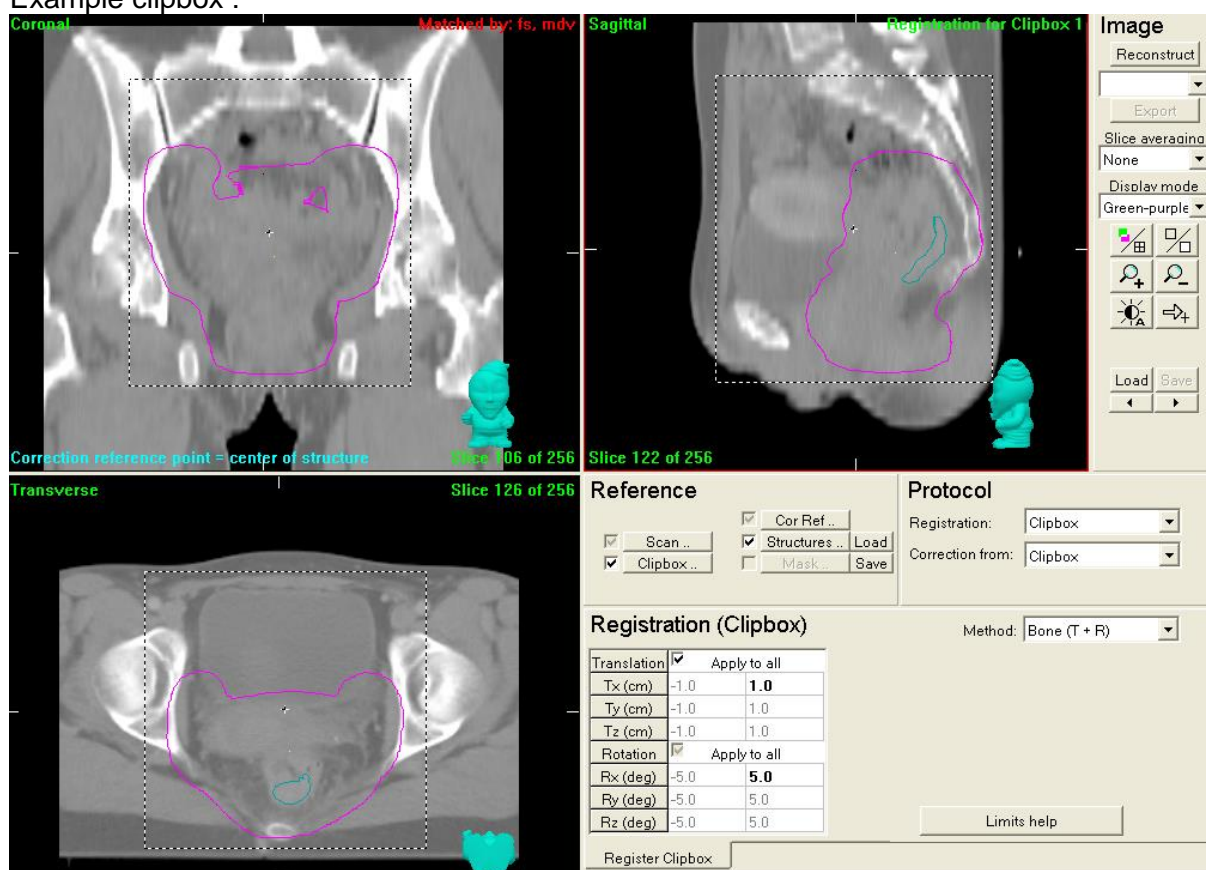 Example clipbox :
Coronal Matched by: fs, mdv
Sagittal Registration for Clipbox 1
Image
Reconstruct
Export
Slice averaging
None
Display mode
Green-purple
A
Load Save
Correction reference point = center of structure Slice 106 of 256
Slice 122 of 256
Transverse Slice 126 of 256
Reference
Cor Ref ..
Scan .. Structures .. Load
Clipbox .. Mask .. Save
Protocol
Registration: Clipbox
Correction from: Clipbox
Registration (Clipbox)
Method: Bone (T + R)
Translation Apply to all
Tx (cm) -1.0 1.0
Ty (cm) -1.0 1.0
Tz (cm) -1.0 1.0
Rotation Apply to all
Rx (deg) -5.0 5.0
Ry (deg) -5.0 5.0
Rz (deg) -5.0 5.0
Limits help
Register Clipbox